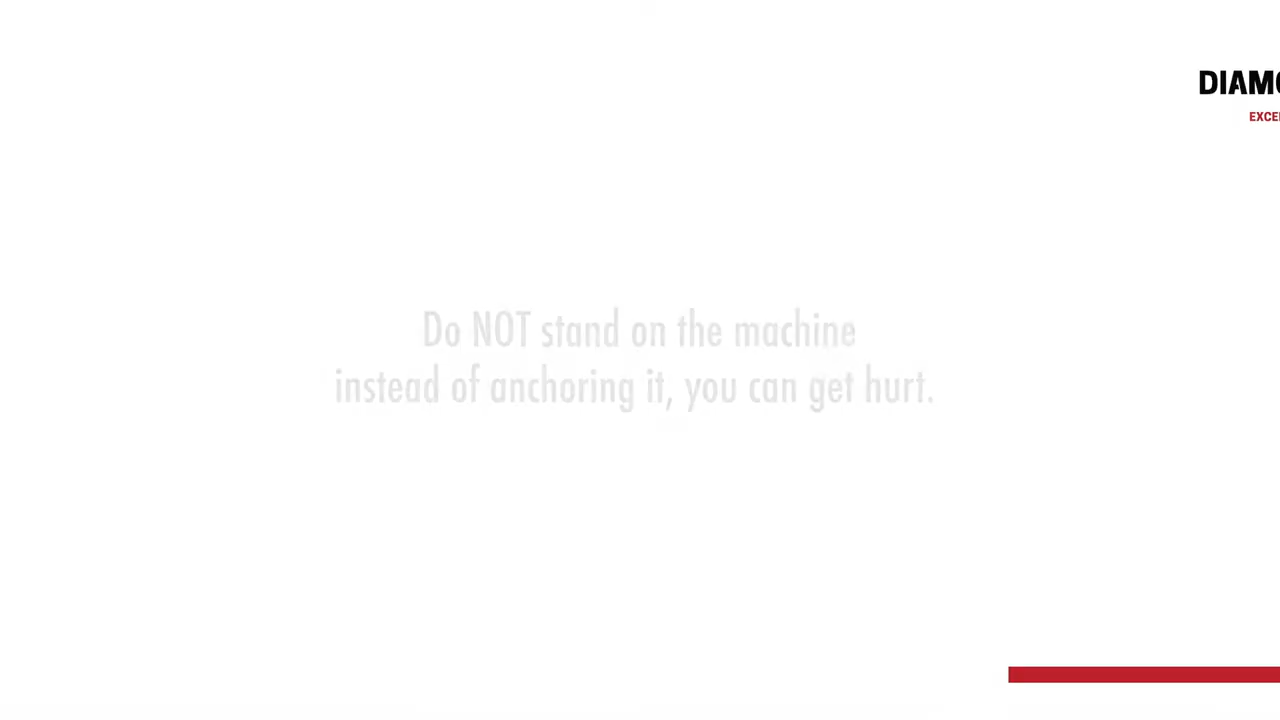 DIAMO
EXCE
Do NOT stand on the machine
instead of anchoring it, you can get hurt.